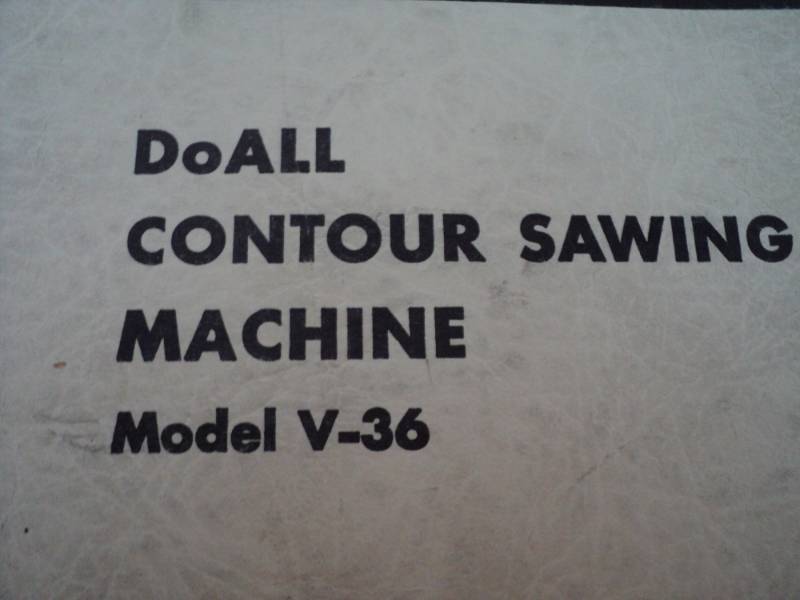 DoALL
CONTOUR SAWING
MACHINE
Model V-36